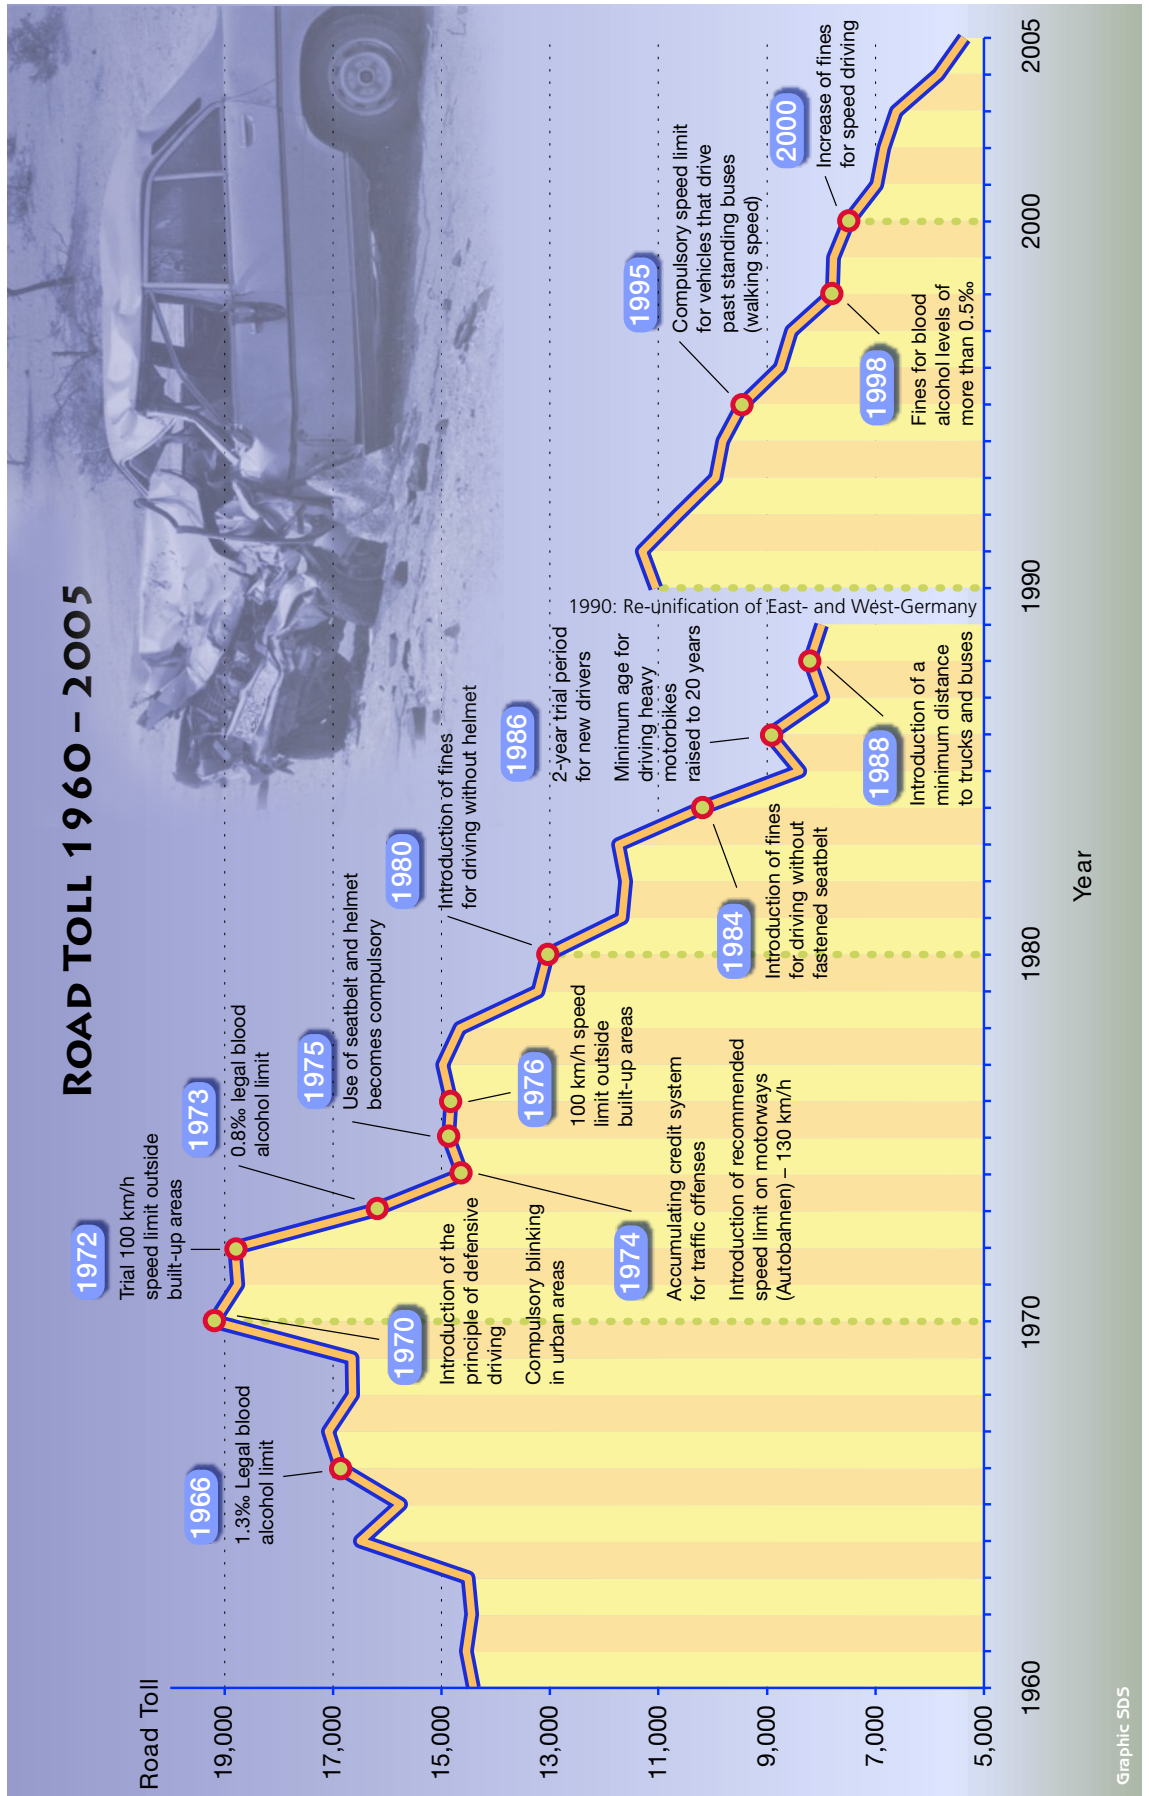 ROAD TOLL 1960 – 2005
Road Toll
19,000
17,000
15,000
13,000
11,000
9,000
7,000
5,000
1966
1.3‰ Legal blood
alcohol limit
1970
Introduction of the
principle of defensive
driving
Compulsory blinking
in urban areas
1972
Trial 100 km/h
speed limit outside
built-up areas
1973
0.8‰ legal blood
alcohol limit
1974
Accumulating credit system
for traffic offenses
Introduction of recommended
speed limit on motorways
(Autobahnen) – 130 km/h
1975
Use of seatbelt and helmet
becomes compulsory
1976
100 km/h speed
limit outside
built-up areas
1980
Introduction of fines
for driving without helmet
1984
Introduction of fines
for driving without
fastened seatbelt
1986
2-year trial period
for new drivers
Minimum age for
driving heavy
motorbikes
raised to 20 years
1988
Introduction of a
minimum distance
to trucks and buses
1990: Re-unification of East- and West-Germany
1995
Compulsory speed limit
for vehicles that drive
past standing buses
(walking speed)
1998
Fines for blood
alcohol levels of
more than 0.5‰
2000
Increase of fines
for speed driving
1960
1970
1980
1990
2000
2005
Year
Graphic SDS